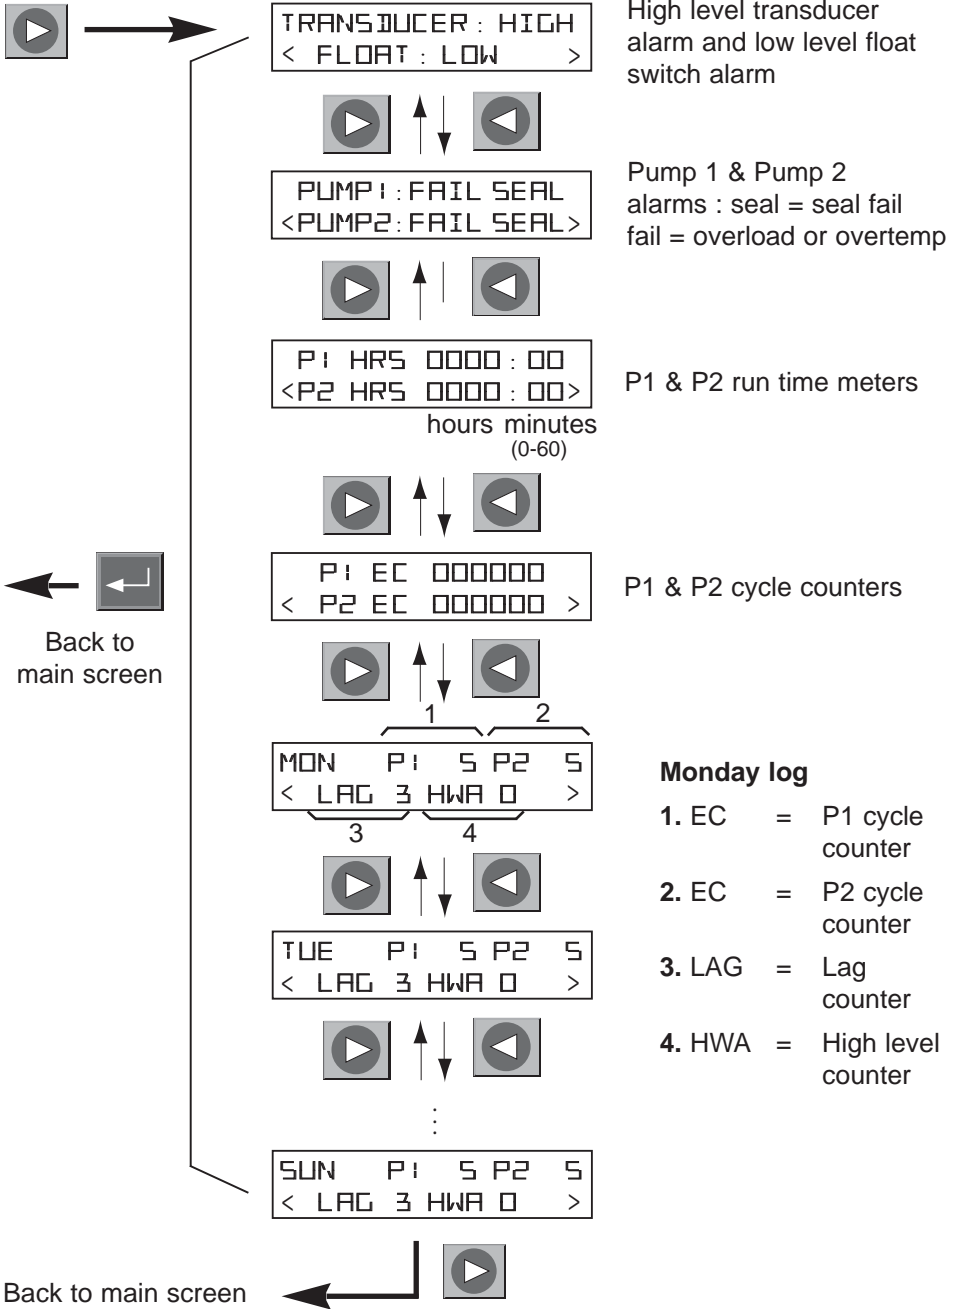 High level transducer
alarm and low level float
switch alarm
TRANSDUCER : HIGH
< FLOAT : LOW >
Pump 1 & Pump 2
alarms : seal = seal fail
fail = overload or overtemp
PUMP1 : FAIL SEAL
<PUMP2 : FAIL SEAL>
P1 HRS 0000 : 00
<P2 HRS 0000 : 00>
P1 & P2 run time meters
hours minutes
(0-60)
P1 EC 000000
< P2 EC 000000 >
P1 & P2 cycle counters
Back to
main screen
1 2
MON P1 5 P2 5
< LAG 3 HWA 0 >
3 4
Monday log
1. EC = P1 cycle
counter
2. EC = P2 cycle
counter
3. LAG = Lag
counter
4. HWA = High level
counter
TUE P1 5 P2 5
< LAG 3 HWA 0 >
SUN P1 5 P2 5
< LAG 3 HWA 0 >
Back to main screen